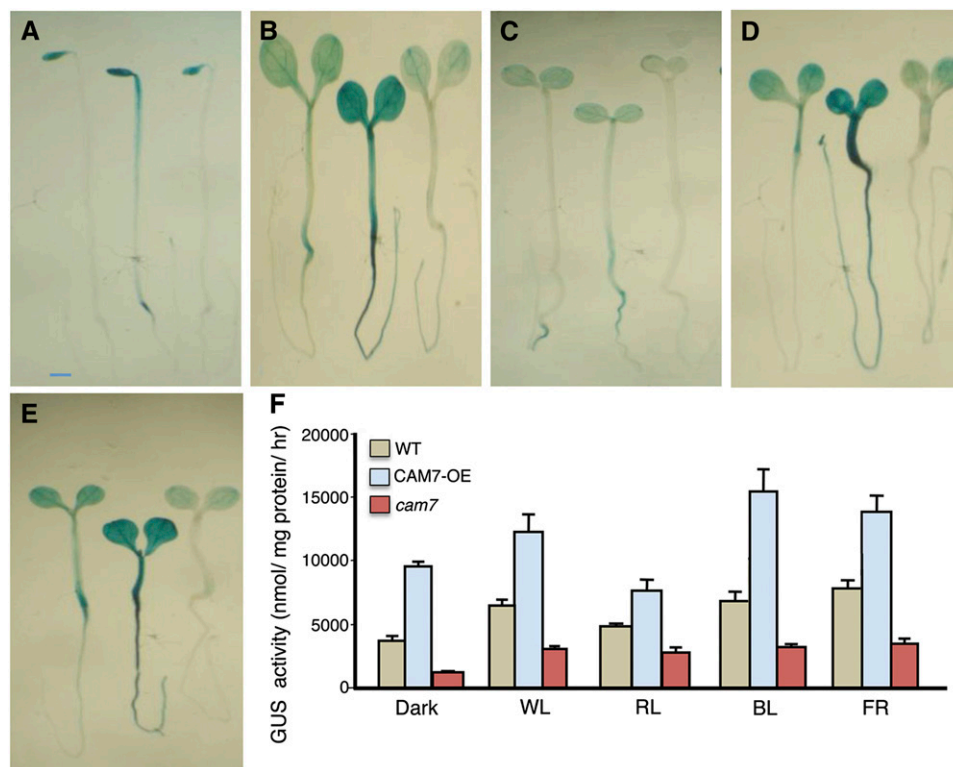 A
B
C
D
E
F
GUS activity (nmol/ mg protein/ hr)
20000
15000
10000
5000
0
WT
CAM7-OE
cam7
Dark WL RL BL FR